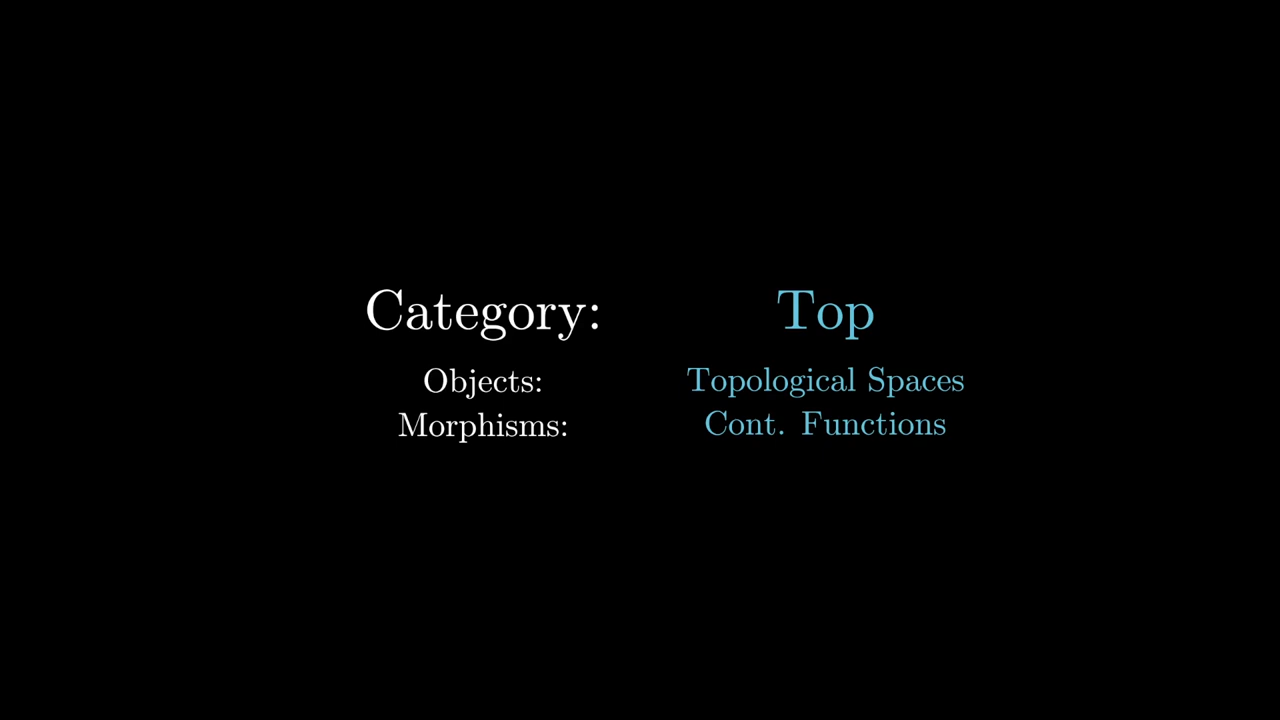 Category: Top
Objects: Topological Spaces
Morphisms: Cont. Functions